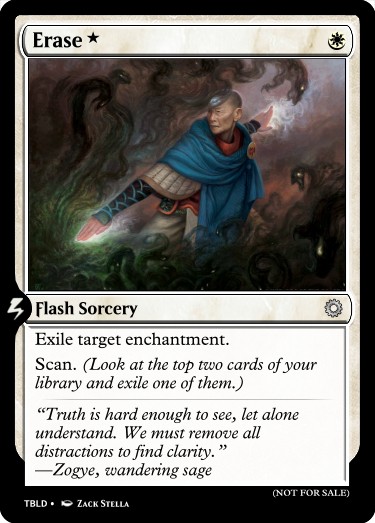 Erase ★
Flash Sorcery
Exile target enchantment.
Scan. (Look at the top two cards of your
library and exile one of them.)
“Truth is hard enough to see, let alone
understand. We must remove all
distractions to find clarity.”
—Zogye, wandering sage
(NOT FOR SALE)
TBLD • Zack Stella